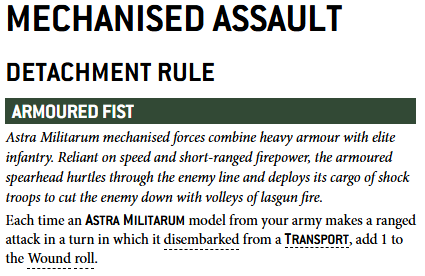 MECHANISED ASSAULT
DETACHMENT RULE
ARMOURED FIST
Astra Militarum mechanised forces combine heavy armour with elite
infantry. Reliant on speed and short-ranged firepower, the armoured
spearhead hurtles through the enemy line and deploys its cargo of shock
troops to cut the enemy down with volleys of lasgun fire.
Each time an ASTRA MILITARUM model from your army makes a ranged
attack in a turn in which it disembarked from a TRANSPORT, add 1 to
the Wound roll.